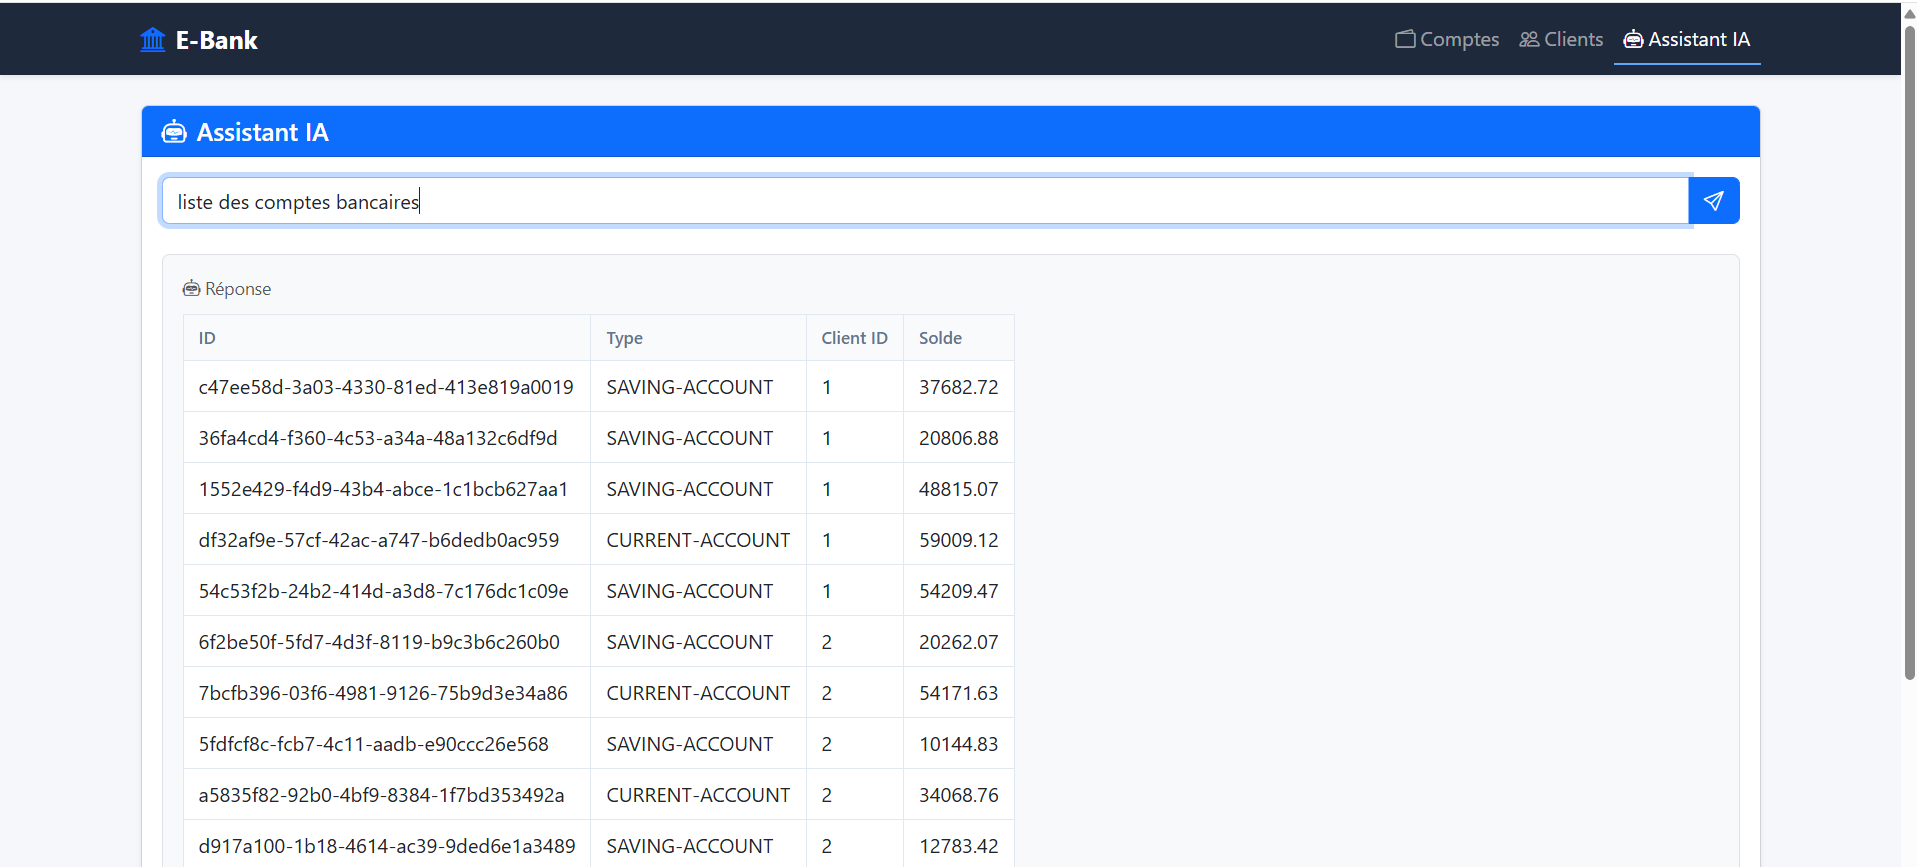 E-Bank Comptes Clients Assistant IA
Assistant IA
liste des comptes bancaires
Réponse
ID Type Client ID Solde
c47ee58d-3a03-4330-81ed-413e819a0019 SAVING-ACCOUNT 1 37682.72
36fa4cd4-f360-4c53-a34a-48a132c6df9d SAVING-ACCOUNT 1 20806.88
1552e429-f4d9-43b4-abce-1c1bcb627aa1 SAVING-ACCOUNT 1 48815.07
df32af9e-57cf-42ac-a747-b6dedb0ac959 CURRENT-ACCOUNT 1 59009.12
54c53f2b-24b2-414d-a3d8-7c176dc1c09e SAVING-ACCOUNT 1 54209.47
6f2be50f-5fd7-4d3f-8119-b9c3b6c260b0 SAVING-ACCOUNT 2 20262.07
7bcfb396-03f6-4981-9126-75b9d3e34a86 CURRENT-ACCOUNT 2 54171.63
5fdfcf8c-fcb7-4c11-aadb-e90ccc26e568 SAVING-ACCOUNT 2 10144.83
a5835f82-92b0-4bf9-8384-1f7bd353492a CURRENT-ACCOUNT 2 34068.76
d917a100-1b18-4614-ac39-9ded6e1a3489 SAVING-ACCOUNT 2 12783.42